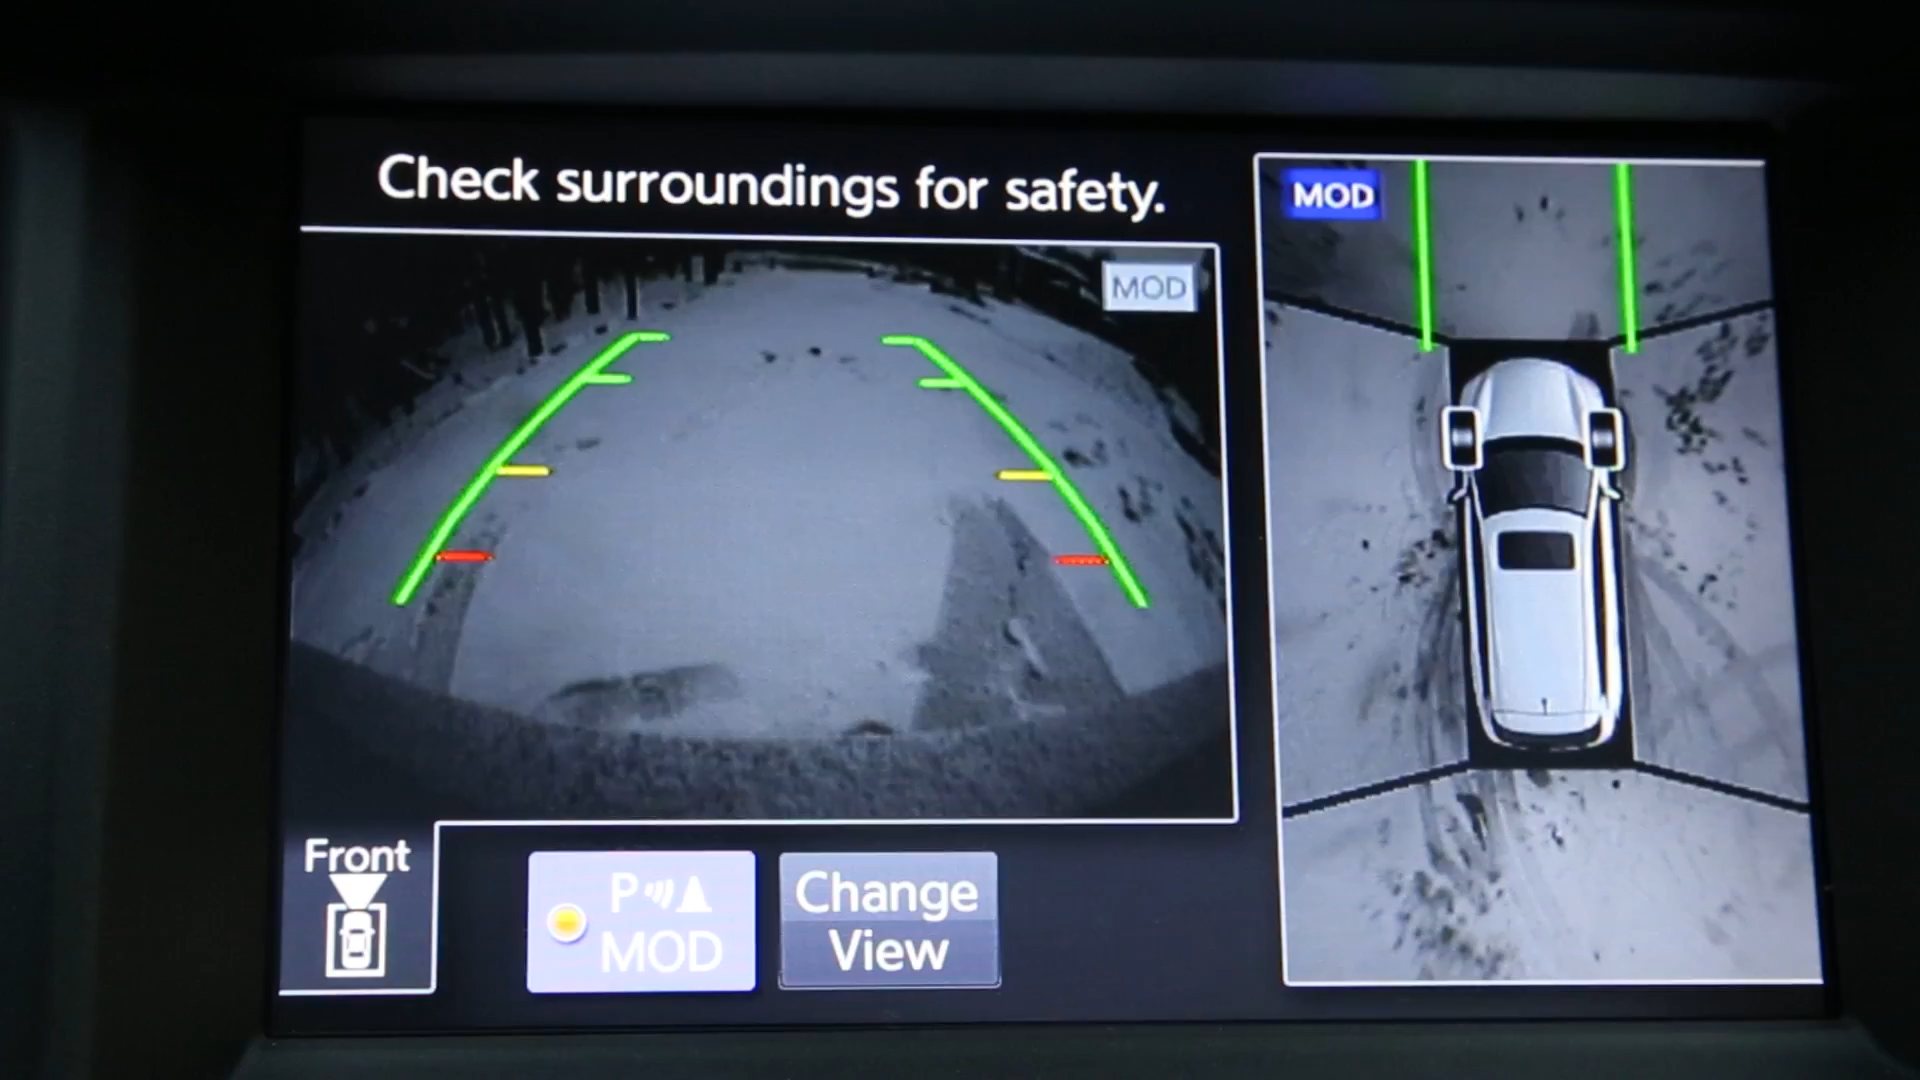 Check surroundings for safety.
MOD
MOD
Front
P
MOD
Change
View